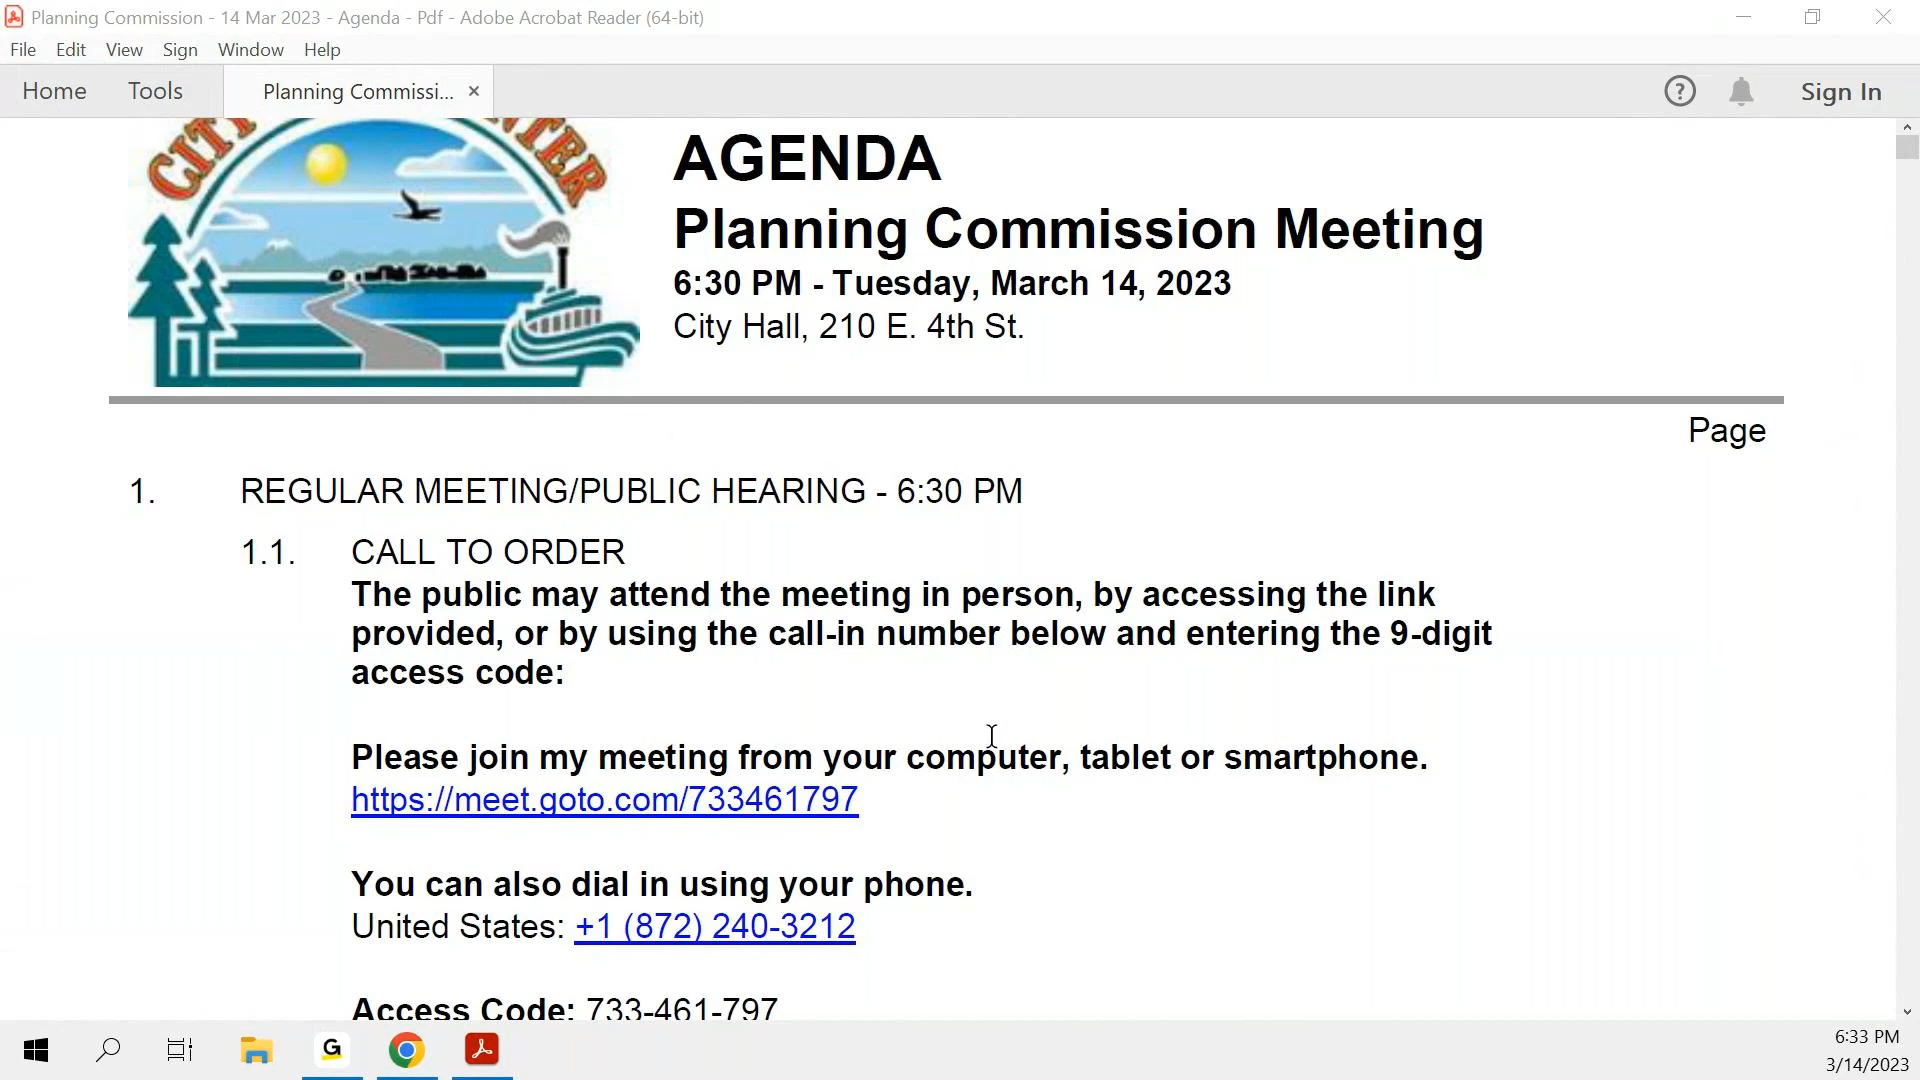 Planning Commission - 14 Mar 2023 - Agenda - Pdf - Adobe Acrobat Reader (64-bit)
File Edit View Sign Window Help
Home Tools Planning Commissi... × ? Sign In
AGENDA
Planning Commission Meeting
6:30 PM - Tuesday, March 14, 2023
City Hall, 210 E. 4th St.
Page
1. REGULAR MEETING/PUBLIC HEARING - 6:30 PM
1.1. CALL TO ORDER
The public may attend the meeting in person, by accessing the link
provided, or by using the call-in number below and entering the 9-digit
access code:
Please join my meeting from your computer, tablet or smartphone.
https://meet.goto.com/733461797
You can also dial in using your phone.
United States: +1 (872) 240-3212
Access Code: 733-461-797
G
6:33 PM
3/14/2023